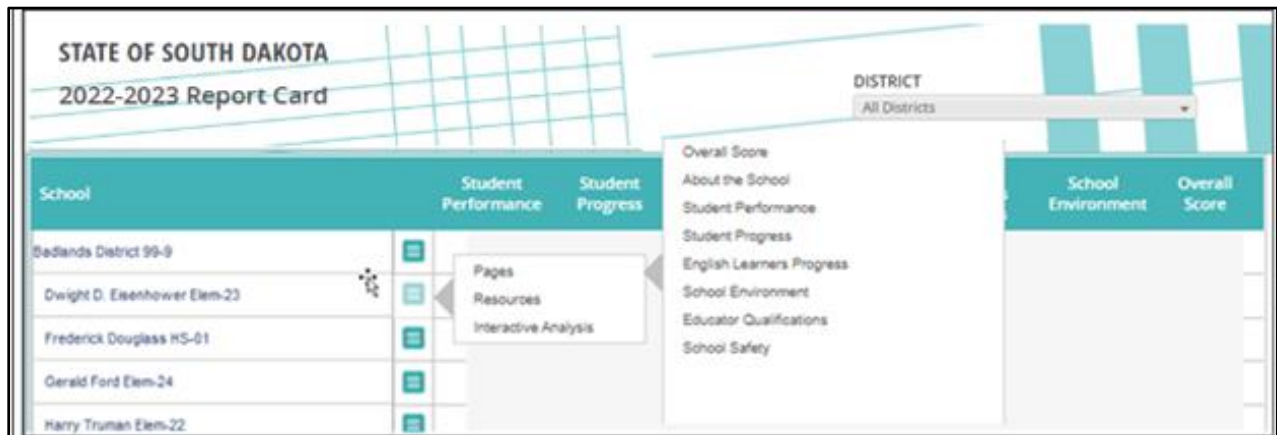 STATE OF SOUTH DAKOTA
2022-2023 Report Card
DISTRICT
All Districts
School
Student Performance
Student Progress
School Environment
Overall Score
Badlands District 99-9
Dwight D. Eisenhower Elem-23
Frederick Douglass HS-01
Gerald Ford Elem-24
Harry Truman Elem-22
Pages
Resources
Interactive Analysis
Overall Score
About the School
Student Performance
Student Progress
English Learners Progress
School Environment
Educator Qualifications
School Safety